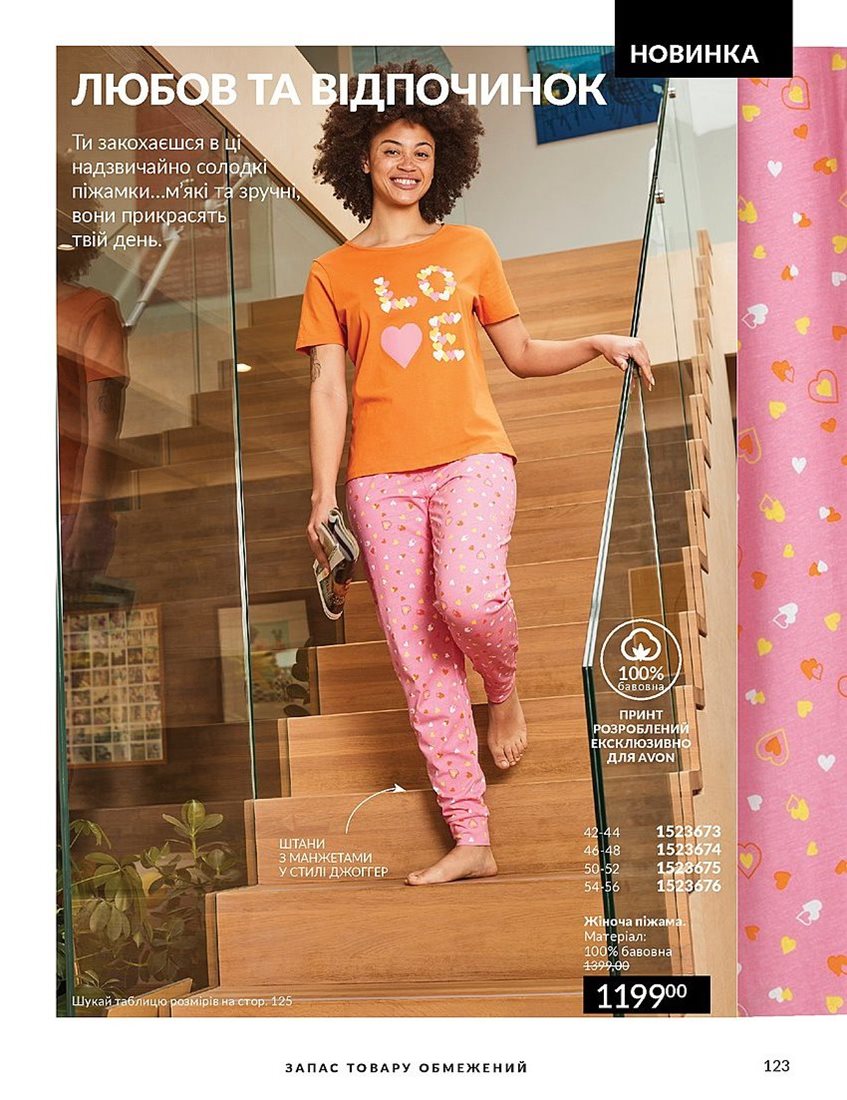 НОВИНКА
ЛЮБОВ ТА ВІДПОЧИНОК
Ти закохаєшся в ці
надзвичайно солодкі
піжамки...м'які та зручні,
вони прикрасять
твій день.
LO
E
100%
бавовна
ПРИНТ
РОЗРОБЛЕНИЙ
ЕКСКЛЮЗИВНО
ДЛЯ AVON
ШТАНИ
З МАНЖЕТАМИ
У СТИЛІ ДЖОГГЕР
42-44 1523673
46-48 1523674
50-52 1523675
54-56 1523676
Жіноча піжама.
Матеріал:
100% бавовна
1399,00
119900
Шукай таблицю розмірів на стор. 125
ЗАПАС ТОВАРУ ОБМЕЖЕНИЙ
123